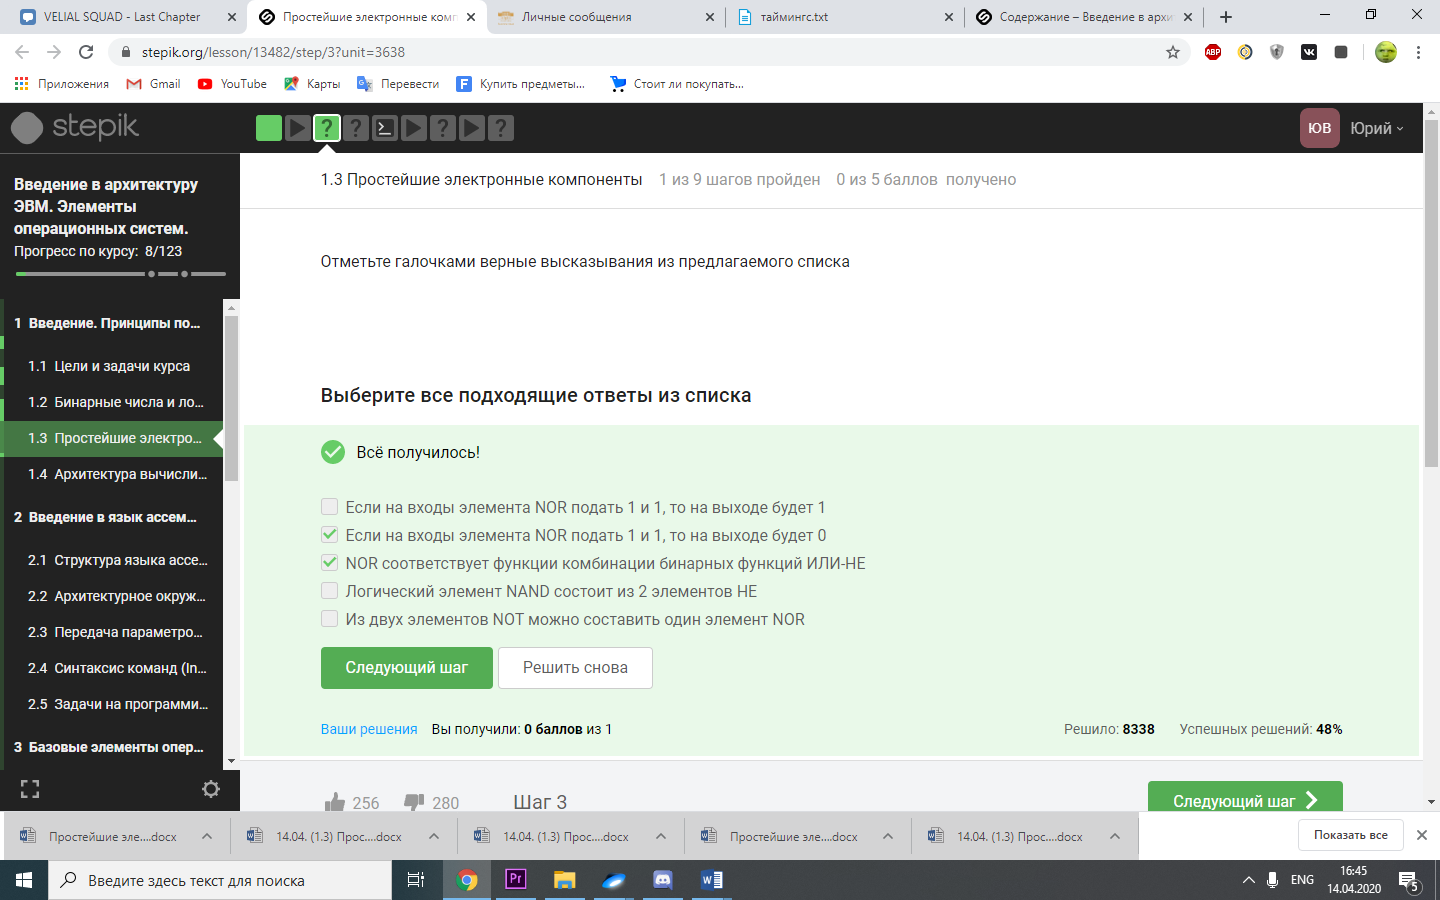 VELIAL SQUAD - Last Chapter
Простейшие электронные комп
Личные сообщения
таймингс.txt
Содержание – Введение в архи
stepik.org/lesson/13482/step/3?unit=3638
ABP
Приложения
Gmail
YouTube
Карты
Перевести
Купить предметы...
Стоит ли покупать...
stepik
ЮВ
Юрий
Введение в архитектуру
ЭВМ. Элементы
операционных систем.
Прогресс по курсу: 8/123
1 Введение. Принципы по...
1.1 Цели и задачи курса
1.2 Бинарные числа и ло...
1.3 Простейшие электро...
1.4 Архитектура вычисли...
2 Введение в язык ассем...
2.1 Структура языка ассе...
2.2 Архитектурное окруж...
2.3 Передача параметро...
2.4 Синтаксис команд (In...
2.5 Задачи на программи...
3 Базовые элементы опер...
1.3 Простейшие электронные компоненты 1 из 9 шагов пройден 0 из 5 баллов получено
Отметьте галочками верные высказывания из предлагаемого списка
Выберите все подходящие ответы из списка
Всё получилось!
Если на входы элемента NOR подать 1 и 1, то на выходе будет 1
Если на входы элемента NOR подать 1 и 1, то на выходе будет 0
NOR соответствует функции комбинации бинарных функций ИЛИ-НЕ
Логический элемент NAND состоит из 2 элементов НЕ
Из двух элементов NOT можно составить один элемент NOR
Следующий шаг
Решить снова
Ваши решения Вы получили: 0 баллов из 1
Решило: 8338 Успешных решений: 48%
256
280
Шаг 3
Следующий шаг
Простейшие эле....docx
14.04. (1.3) Прос....docx
14.04. (1.3) Прос....docx
Простейшие эле....docx
14.04. (1.3) Прос....docx
Показать все
Введите здесь текст для поиска
Pr
ENG
16:45
14.04.2020
5